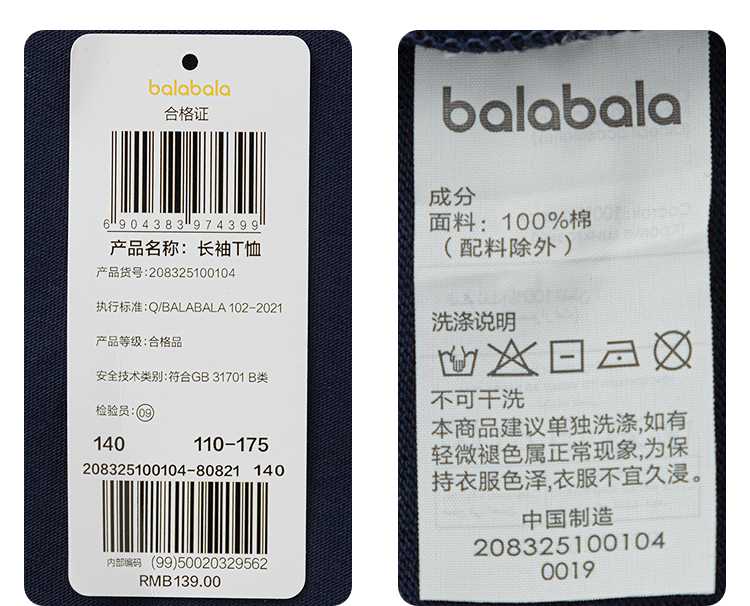 balabala
合格证
6 904383 974399
产品名称: 长袖T恤
产品货号:208325100104
执行标准:Q/BALABALA 102-2021
产品等级:合格品
安全技术类别:符合GB 31701 B类
检验员:09
140 110-175
208325100104-80821 140
内部编码 (99)50020329562
RMB139.00
balabala
成分
面料: 100%棉
(配料除外)
洗涤说明
不可干洗
本商品建议单独洗涤,如有
轻微褪色属正常现象,为保
持衣服色泽,衣服不宜久浸。
中国制造
208325100104
0019